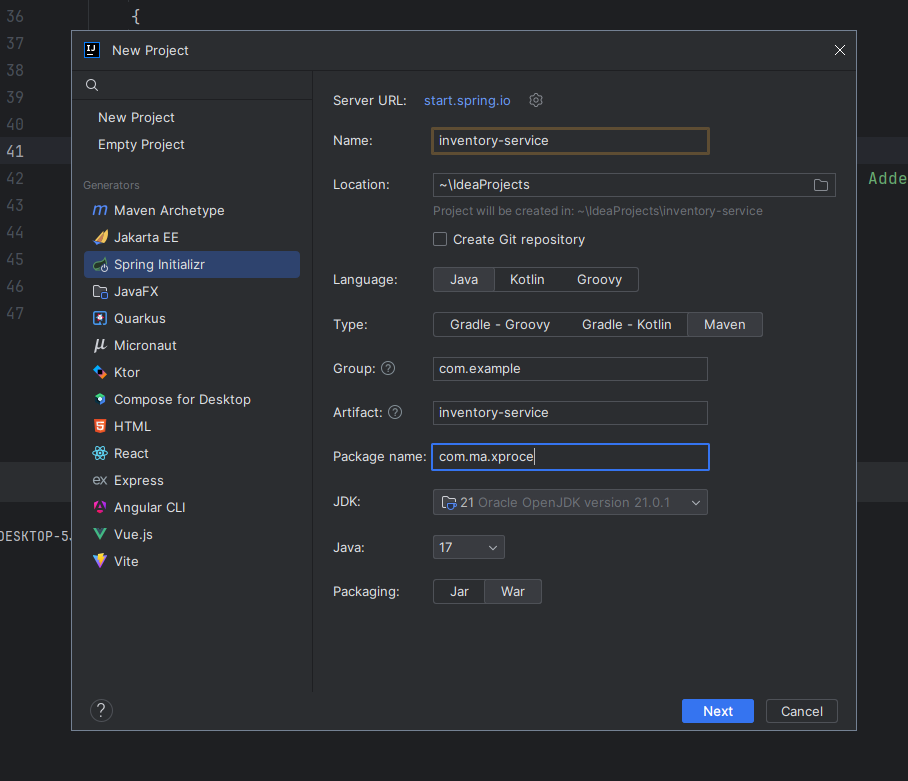 36 {
37
New Project
38
39
Server URL: start.spring.io
New Project
40
Name: inventory-service
Empty Project
41
42
Location: ~\IdeaProjects
Adde
Generators
43
Project will be created in: ~\IdeaProjects\inventory-service
Maven Archetype
44
Jakarta EE
Create Git repository
45
Spring Initializr
46
Language: Java Kotlin Groovy
JavaFX
47
Quarkus
Type: Gradle - Groovy Gradle - Kotlin Maven
Micronaut
Ktor
Group: ? com.example
Compose for Desktop
Artifact: ? inventory-service
HTML
React
Package name: com.ma.xproce
ex Express
JDK: 21 Oracle OpenJDK version 21.0.1
Angular CLI
DESKTOP-5J
Vue.js
Java: 17
Vite
Packaging: Jar War
?
Next Cancel